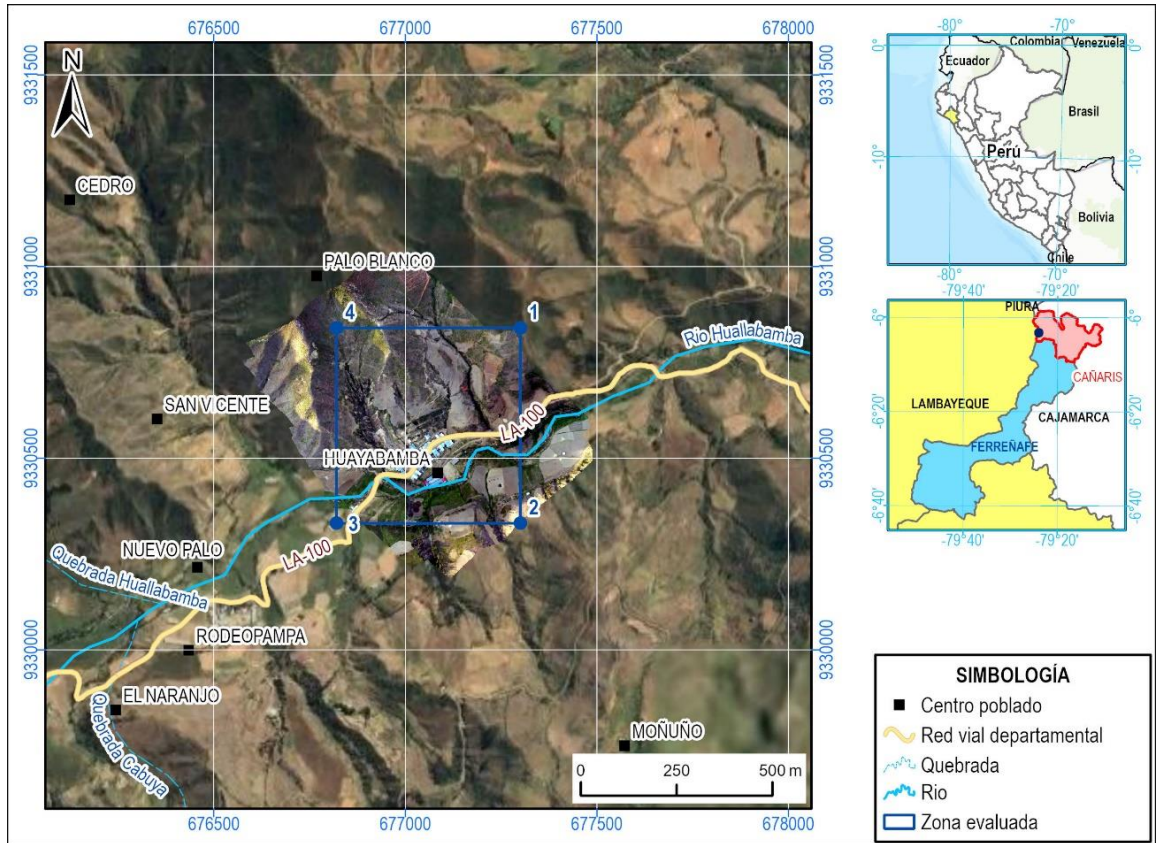 676500
677000
677500
678000
9331500
9331500
N
CEDRO
PALO BLANCO
9331000
9331000
4
1
Río Huallabamba
SAN VICENTE
LA-100
9330500
9330500
HUAYABAMBA
3
2
LA-100
NUEVO PALO
Quebrada Huallabamba
RODEOPAMPA
9330000
9330000
EL NARANJO
Quebrada Cabuya
MOÑUÑO
0
250
500 m
676500
677000
677500
678000
-80°
-70°
0°
0°
Colombia
Venezuela
Ecuador
Brasil
Perú
-10°
-10°
Bolivia
Chile
-80°
-70°
-79°40'
-79°20'
PIURA
-6°
-6°
CAÑARIS
LAMBAYEQUE
-6°20'
-6°20'
CAJAMARCA
FERREÑAFE
-6°40'
-6°40'
-79°40'
-79°20'
SIMBOLOGÍA
Centro poblado
Red vial departamental
Quebrada
Rio
Zona evaluada